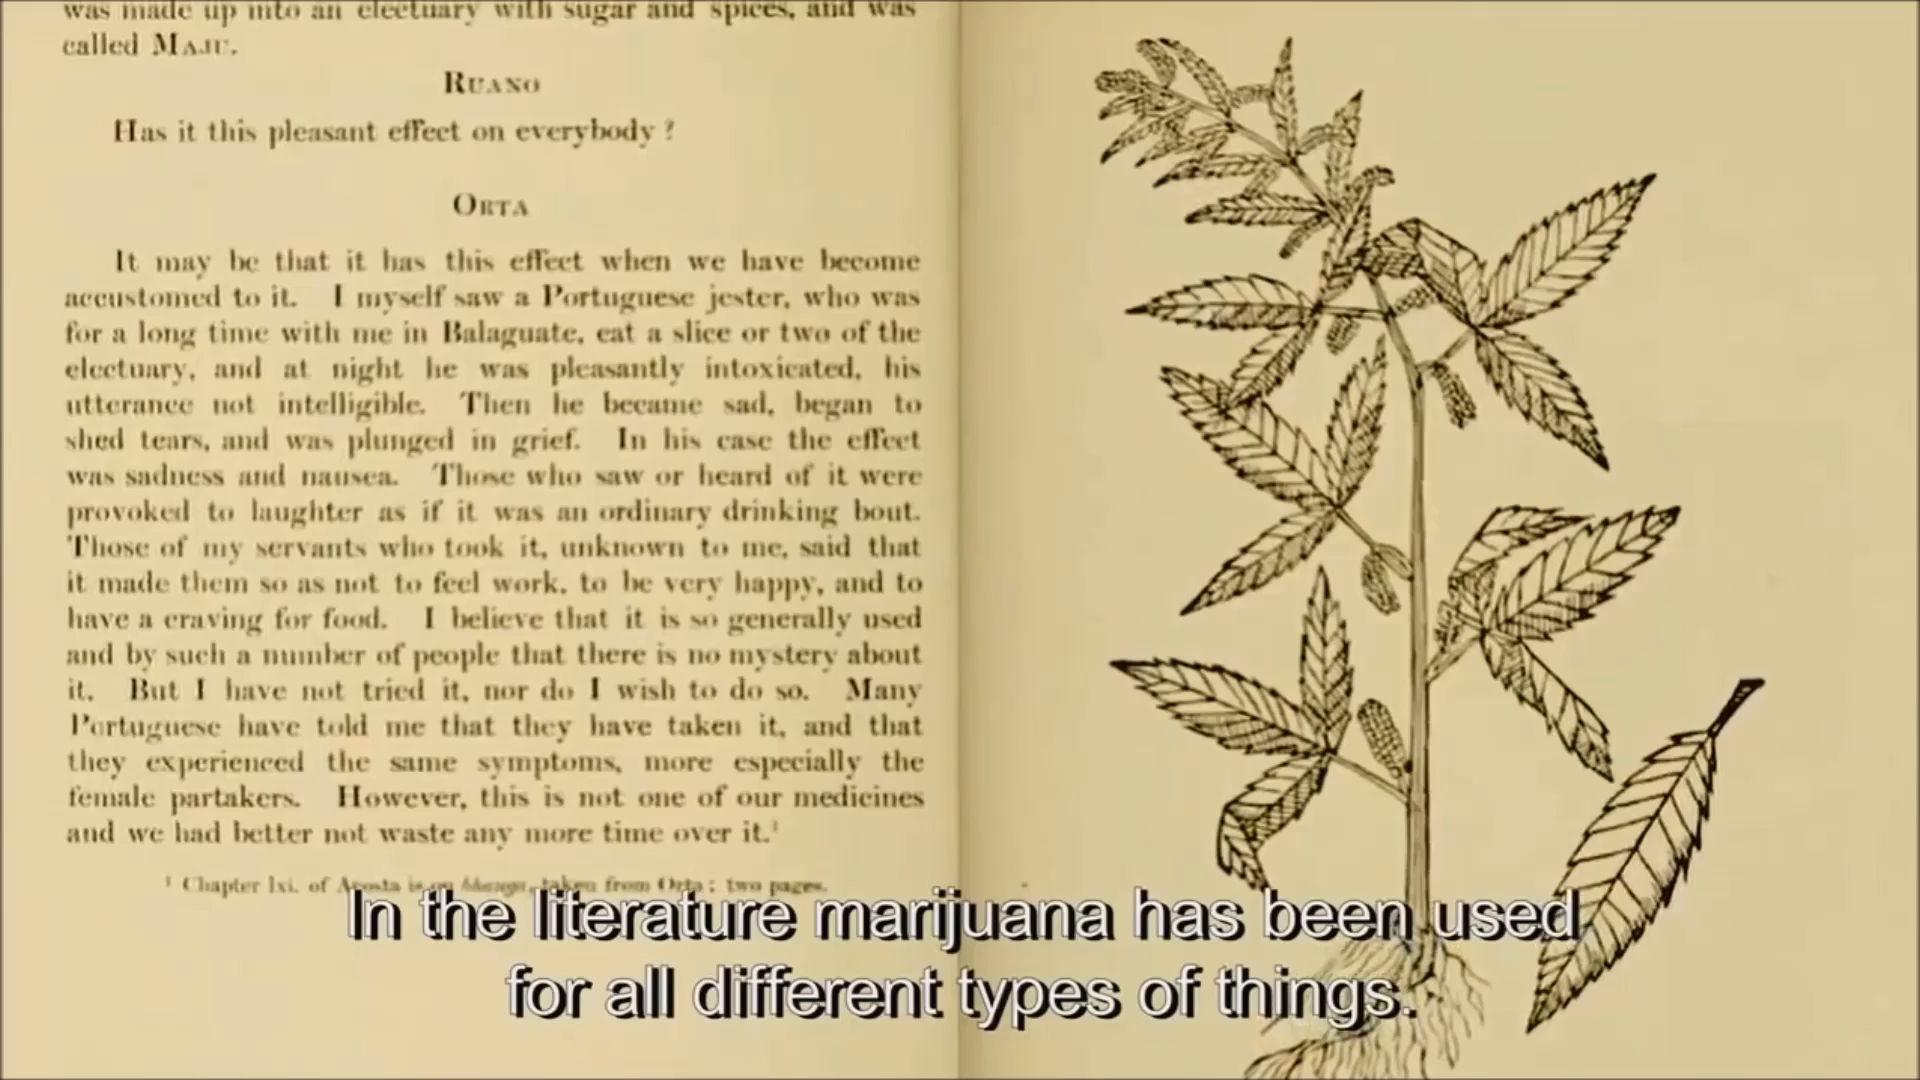 was made up into an electuary with sugar and spices, and was
called MAJU.
RUANO
Has it this pleasant effect on everybody ?
ORTA
It may be that it has this effect when we have become
accustomed to it. I myself saw a Portuguese jester, who was
for a long time with me in Balaguate, eat a slice or two of the
electuary, and at night he was pleasantly intoxicated, his
utterance not intelligible. Then he became sad, began to
shed tears, and was plunged in grief. In his case the effect
was sadness and nausea. Those who saw or heard of it were
provoked to laughter as if it was an ordinary drinking bout.
Those of my servants who took it, unknown to me, said that
it made them so as not to feel work, to be very happy, and to
have a craving for food. I believe that it is so generally used
and by such a number of people that there is no mystery about
it. But I have not tried it, nor do I wish to do so. Many
Portuguese have told me that they have taken it, and that
they experienced the same symptoms, more especially the
female partakers. However, this is not one of our medicines
and we had better not waste any more time over it.¹
¹ Chapter lxi. of Acosta is on bhanga, taken from Orta ; two pages.
In the literature marijuana has been used
for all different types of things.